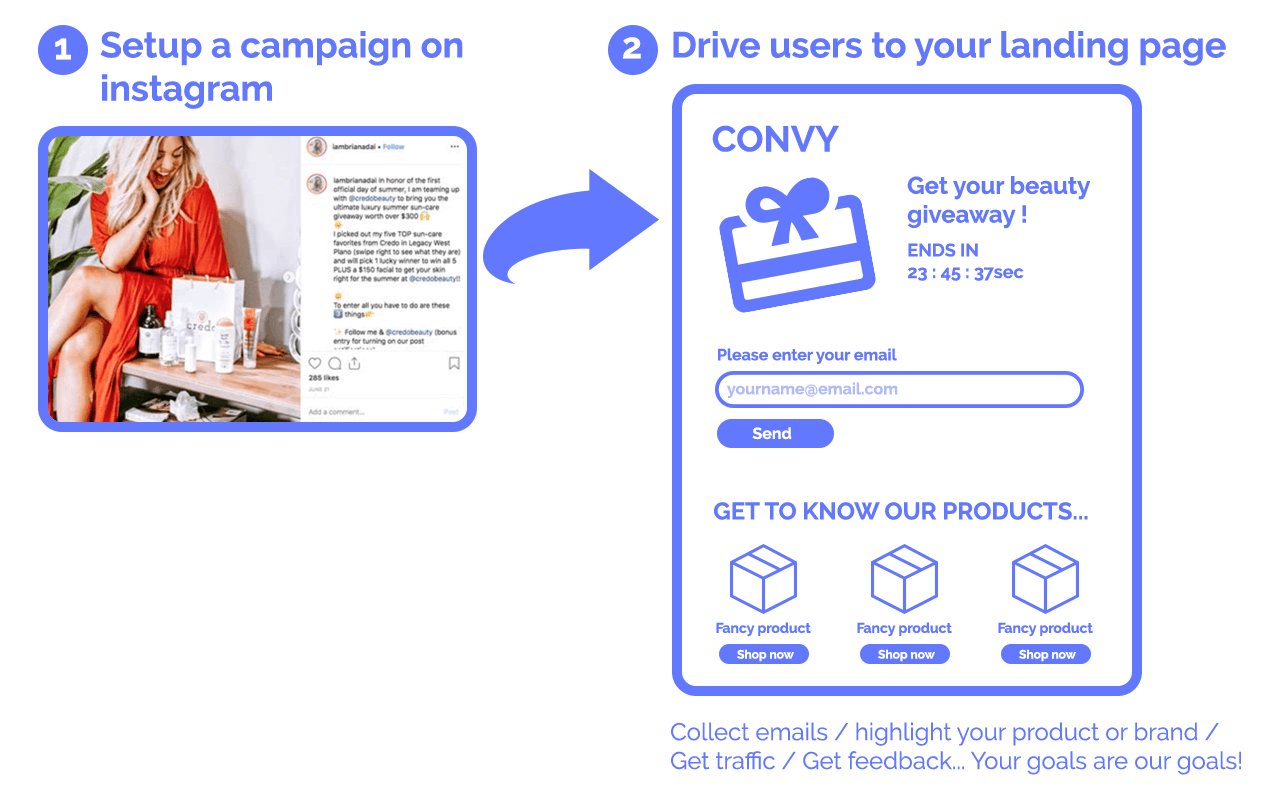 1 Setup a campaign on
instagram
iambrianadai • Follow
iambrianadai In honor of the first
official day of summer, I am teaming up
with @credobeauty to bring you the
ultimate luxury summer sun-care
giveaway worth over $300 🙌
☀️
I picked out my five TOP sun-care
favorites from Credo in Legacy West
Plano (swipe right to see what they are)
and will pick 1 lucky winner to win all 5
PLUS a $150 facial to get your skin
right for the summer at @credobeauty!!
To enter all you have to do are these
3️⃣ things
✨ Follow me & @credobeauty (bonus
entry for turning on our post
285 likes
JUNE 21
Add a comment...
Post
credo
2 Drive users to your landing page
CONVY
Get your beauty
giveaway !
ENDS IN
23 : 45 : 37sec
Please enter your email
yourname@email.com
Send
GET TO KNOW OUR PRODUCTS...
Fancy product Fancy product Fancy product
Shop now Shop now Shop now
Collect emails / highlight your product or brand /
Get traffic / Get feedback... Your goals are our goals!